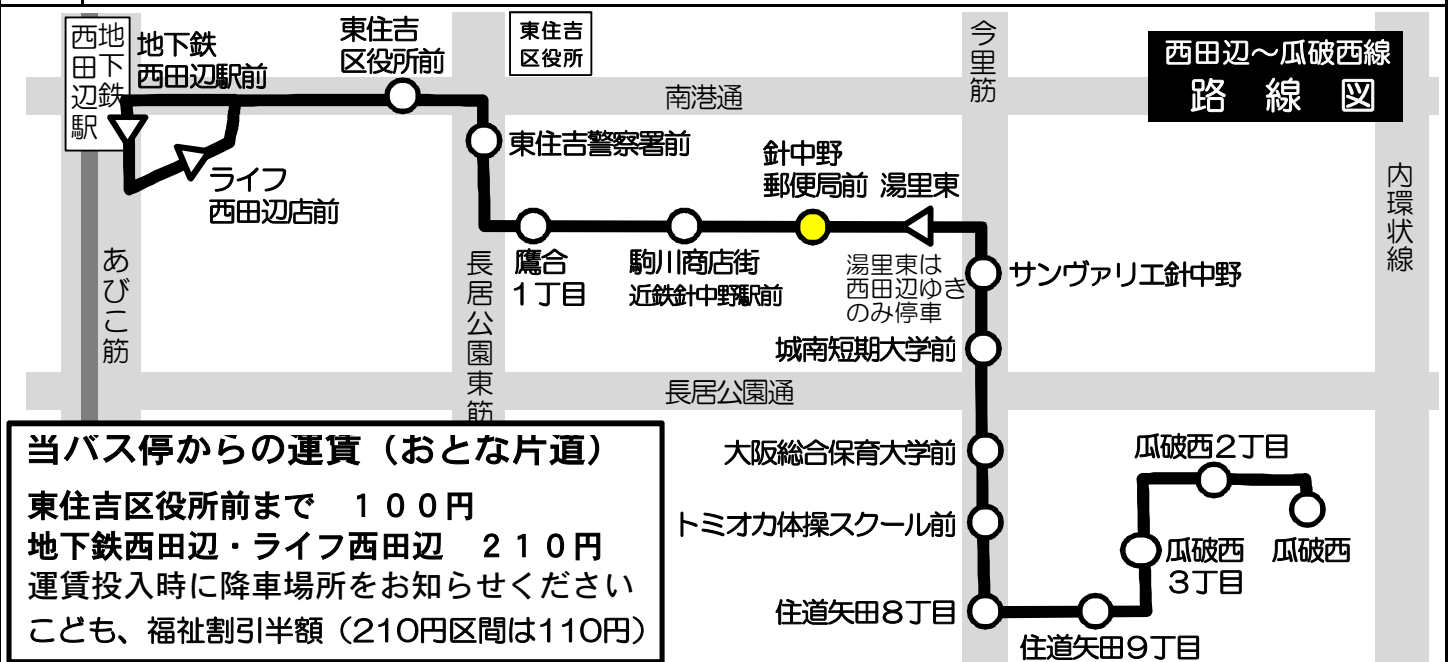 地下鉄
西田辺駅
地下鉄
西田辺駅前
東住吉
区役所前
東住吉
区役所
今里筋
西田辺～瓜破西線
路線図
南港通
東住吉警察署前
針中野
郵便局前
湯里東
ライフ
西田辺店前
内環状線
あびこ筋
長居公園東筋
鷹合
１丁目
駒川商店街
近鉄針中野駅前
湯里東は
西田辺ゆき
のみ停車
サンヴァリエ針中野
城南短期大学前
長居公園通
当バス停からの運賃（おとな片道）
東住吉区役所前まで　１００円
地下鉄西田辺・ライフ西田辺　２１０円
運賃投入時に降車場所をお知らせください
こども、福祉割引半額（210円区間は110円）
大阪総合保育大学前
トミオカ体操スクール前
住道矢田８丁目
住道矢田９丁目
瓜破西２丁目
瓜破西
３丁目
瓜破西